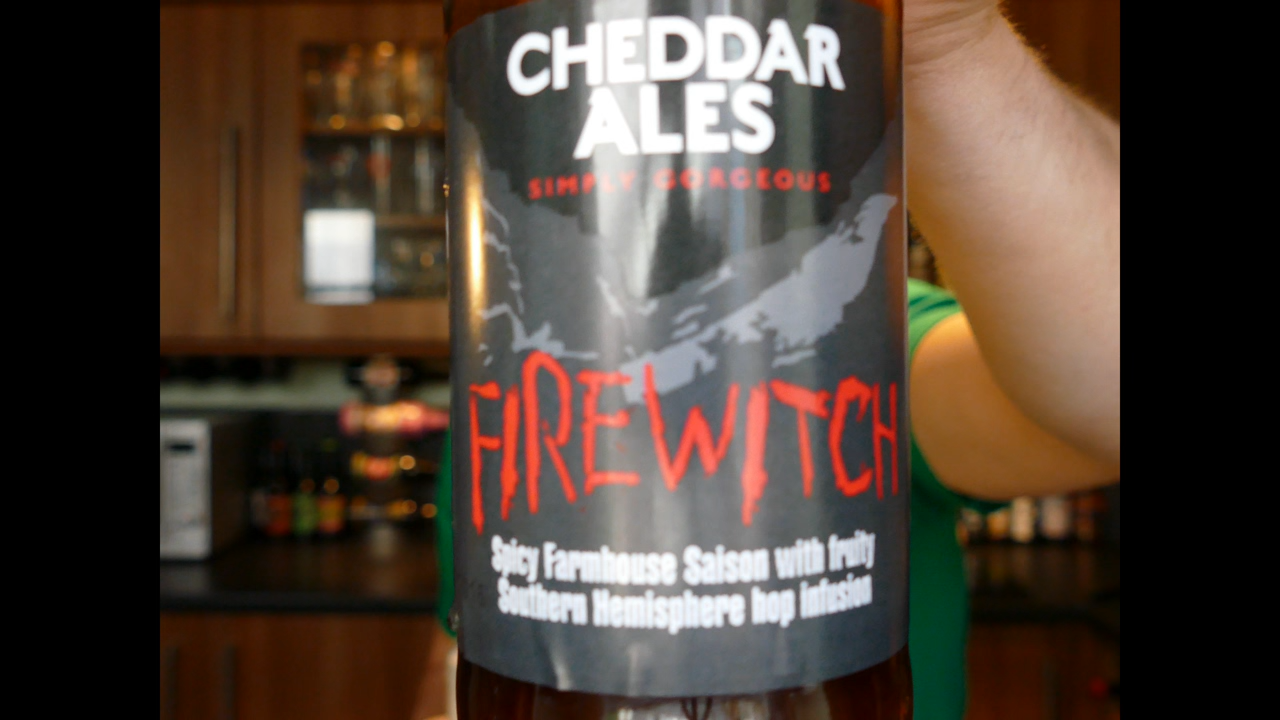 CHEDDAR
ALES
SIMPLY GORGEOUS
FIREWITCH
Spicy Farmhouse Saison with fruity
Southern Hemisphere hop infusion